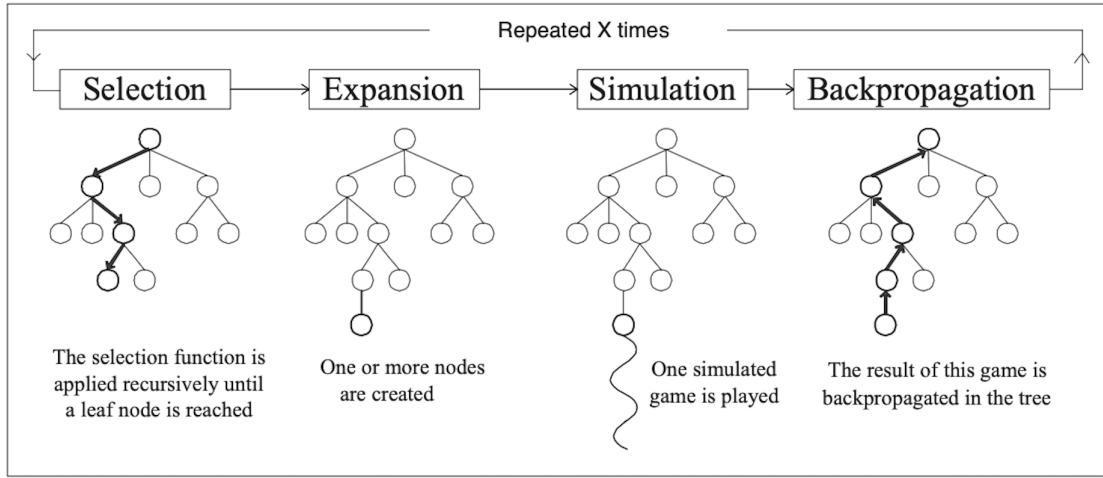 Repeated X times
Selection
Expansion
Simulation
Backpropagation
The selection function is
applied recursively until
a leaf node is reached
One or more nodes
are created
One simulated
game is played
The result of this game is
backpropagated in the tree